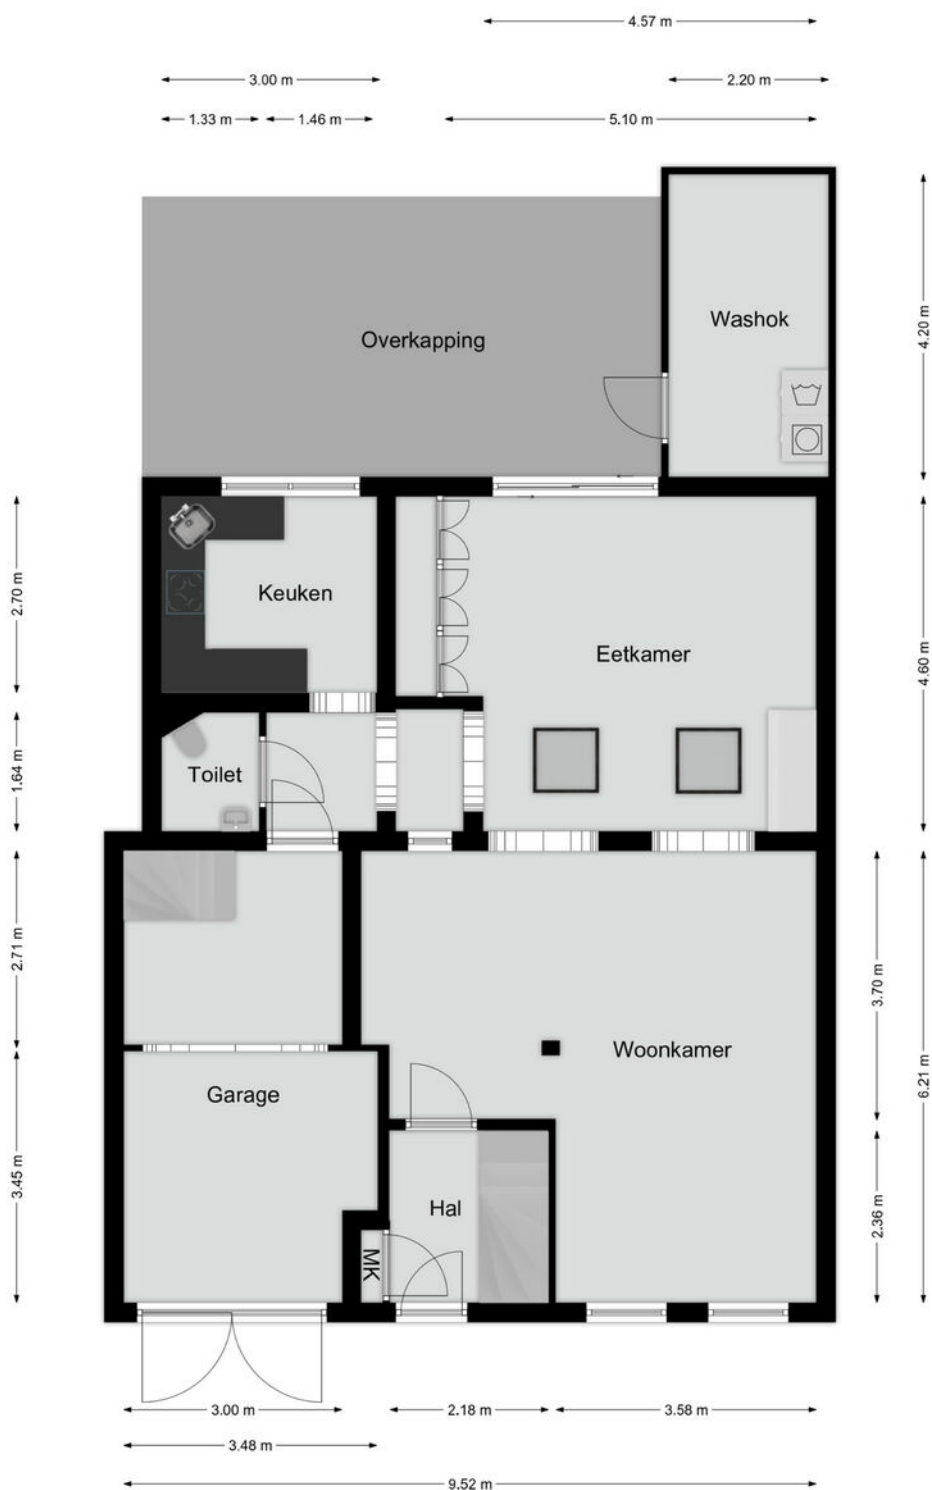 4.57 m
3.00 m
2.20 m
1.33 m
1.46 m
5.10 m
4.20 m
Washok
Overkapping
2.70 m
Keuken
Eetkamer
4.60 m
1.64 m
Toilet
2.71 m
3.70 m
Woonkamer
6.21 m
Garage
3.45 m
Hal
2.36 m
MK
3.00 m
2.18 m
3.58 m
3.48 m
9.52 m